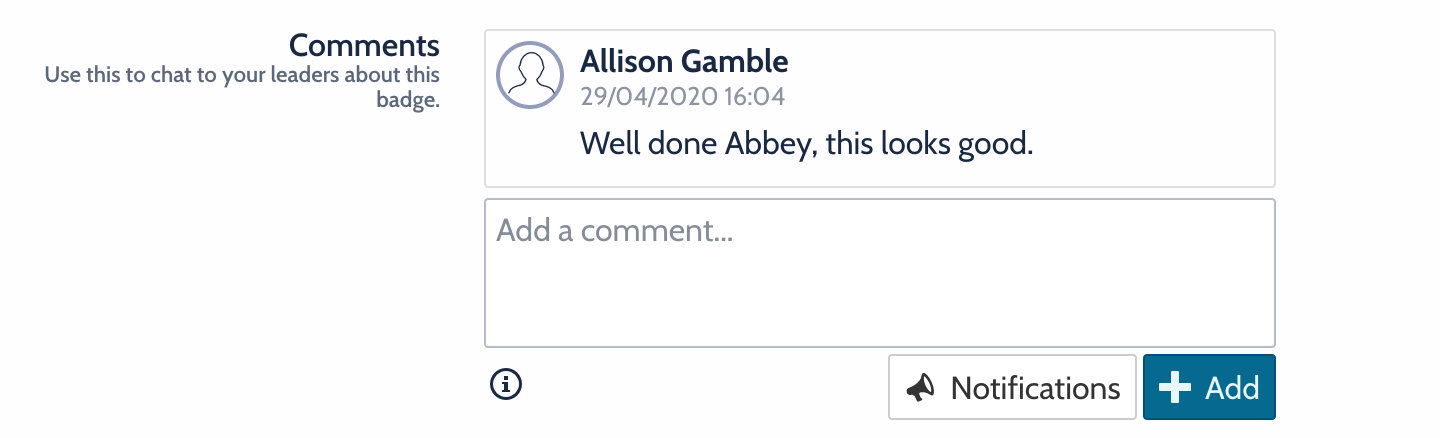 Comments
Use this to chat to your leaders about this
badge.
Allison Gamble
29/04/2020 16:04
Well done Abbey, this looks good.
Add a comment...
Notifications
Add